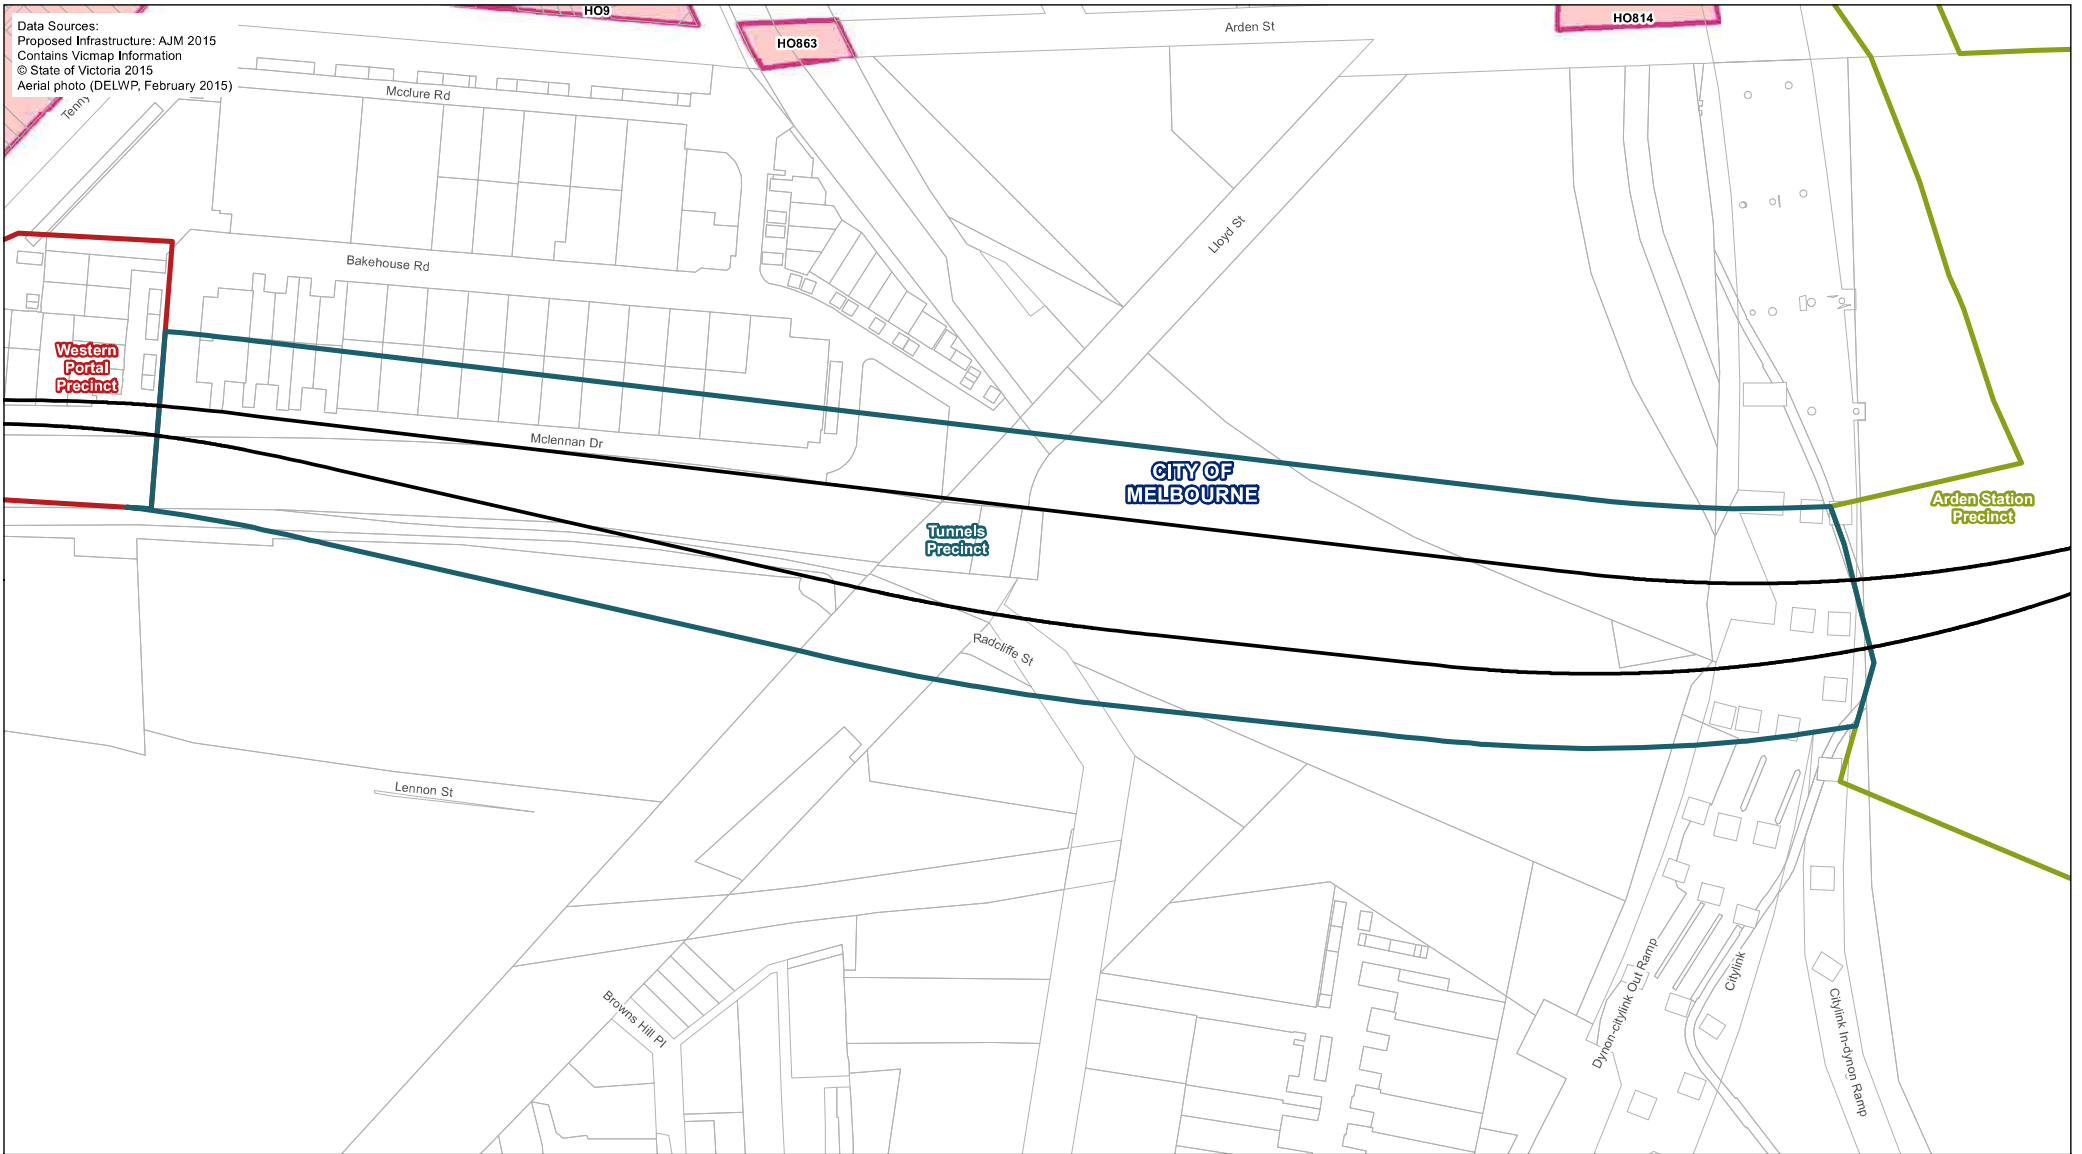 Data Sources:
Proposed Infrastructure: AJM 2015
Contains Vicmap Information
© State of Victoria 2015
Aerial photo (DELWP, February 2015)
HO9
HO863
Arden St
HO814
Mcclure Rd
Tenny
Lloyd St
Bakehouse Rd
Western
Portal
Precinct
Mclennan Dr
CITY OF
MELBOURNE
Arden Station
Precinct
Tunnels
Precinct
Radcliffe St
Lennon St
Browns Hill Pl
Dynon-citylink Out Ramp
Citylink
Citylink In-dynon Ramp